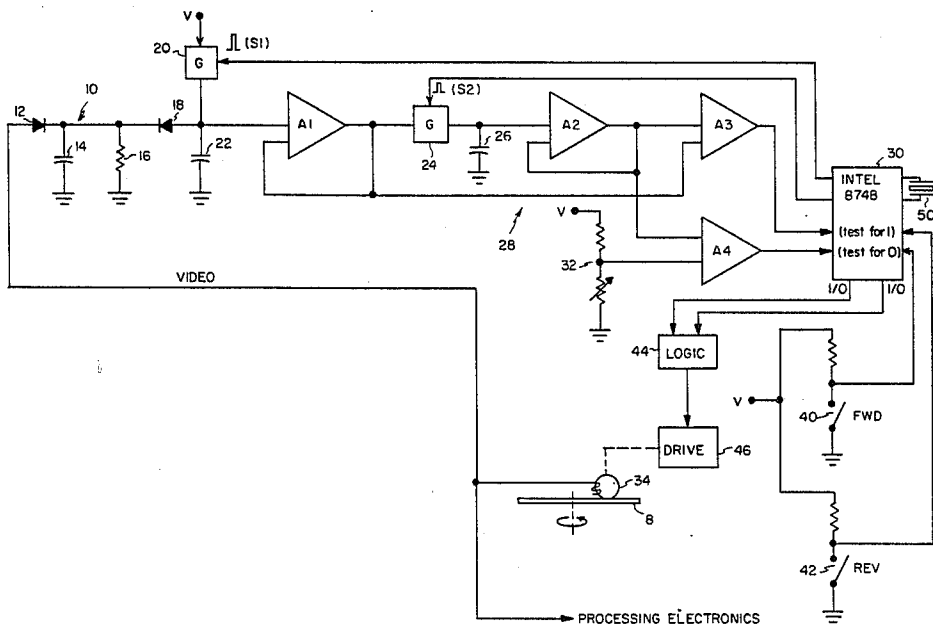 V
20
G
(S1)
(S2)
10
12
18
14
16
22
A1
G
24
26
A2
A3
28
V
32
A4
30
INTEL
8748
50
(test for 1)
(test for 0)
I/O I/O
VIDEO
44 LOGIC
V
40 FWD
DRIVE 46
34
8
42 REV
PROCESSING ELECTRONICS